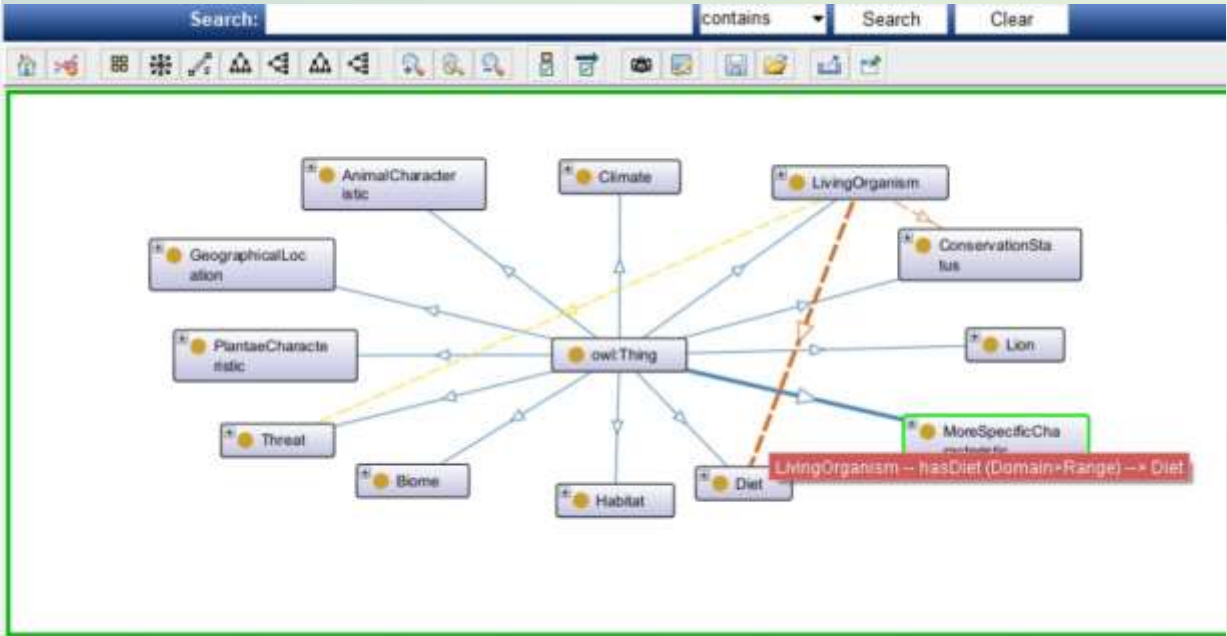 Search:
contains
Search
Clear
AnimalCharacter
istic
Climate
LivingOrganism
GeographicalLoc
ation
ConservationSta
tus
PlantaeCharacte
ristic
owl:Thing
Lion
Threat
MoreSpecificCha
Biome
Habitat
Diet
LivingOrganism -- hasDiet (Domain>Range) --> Diet